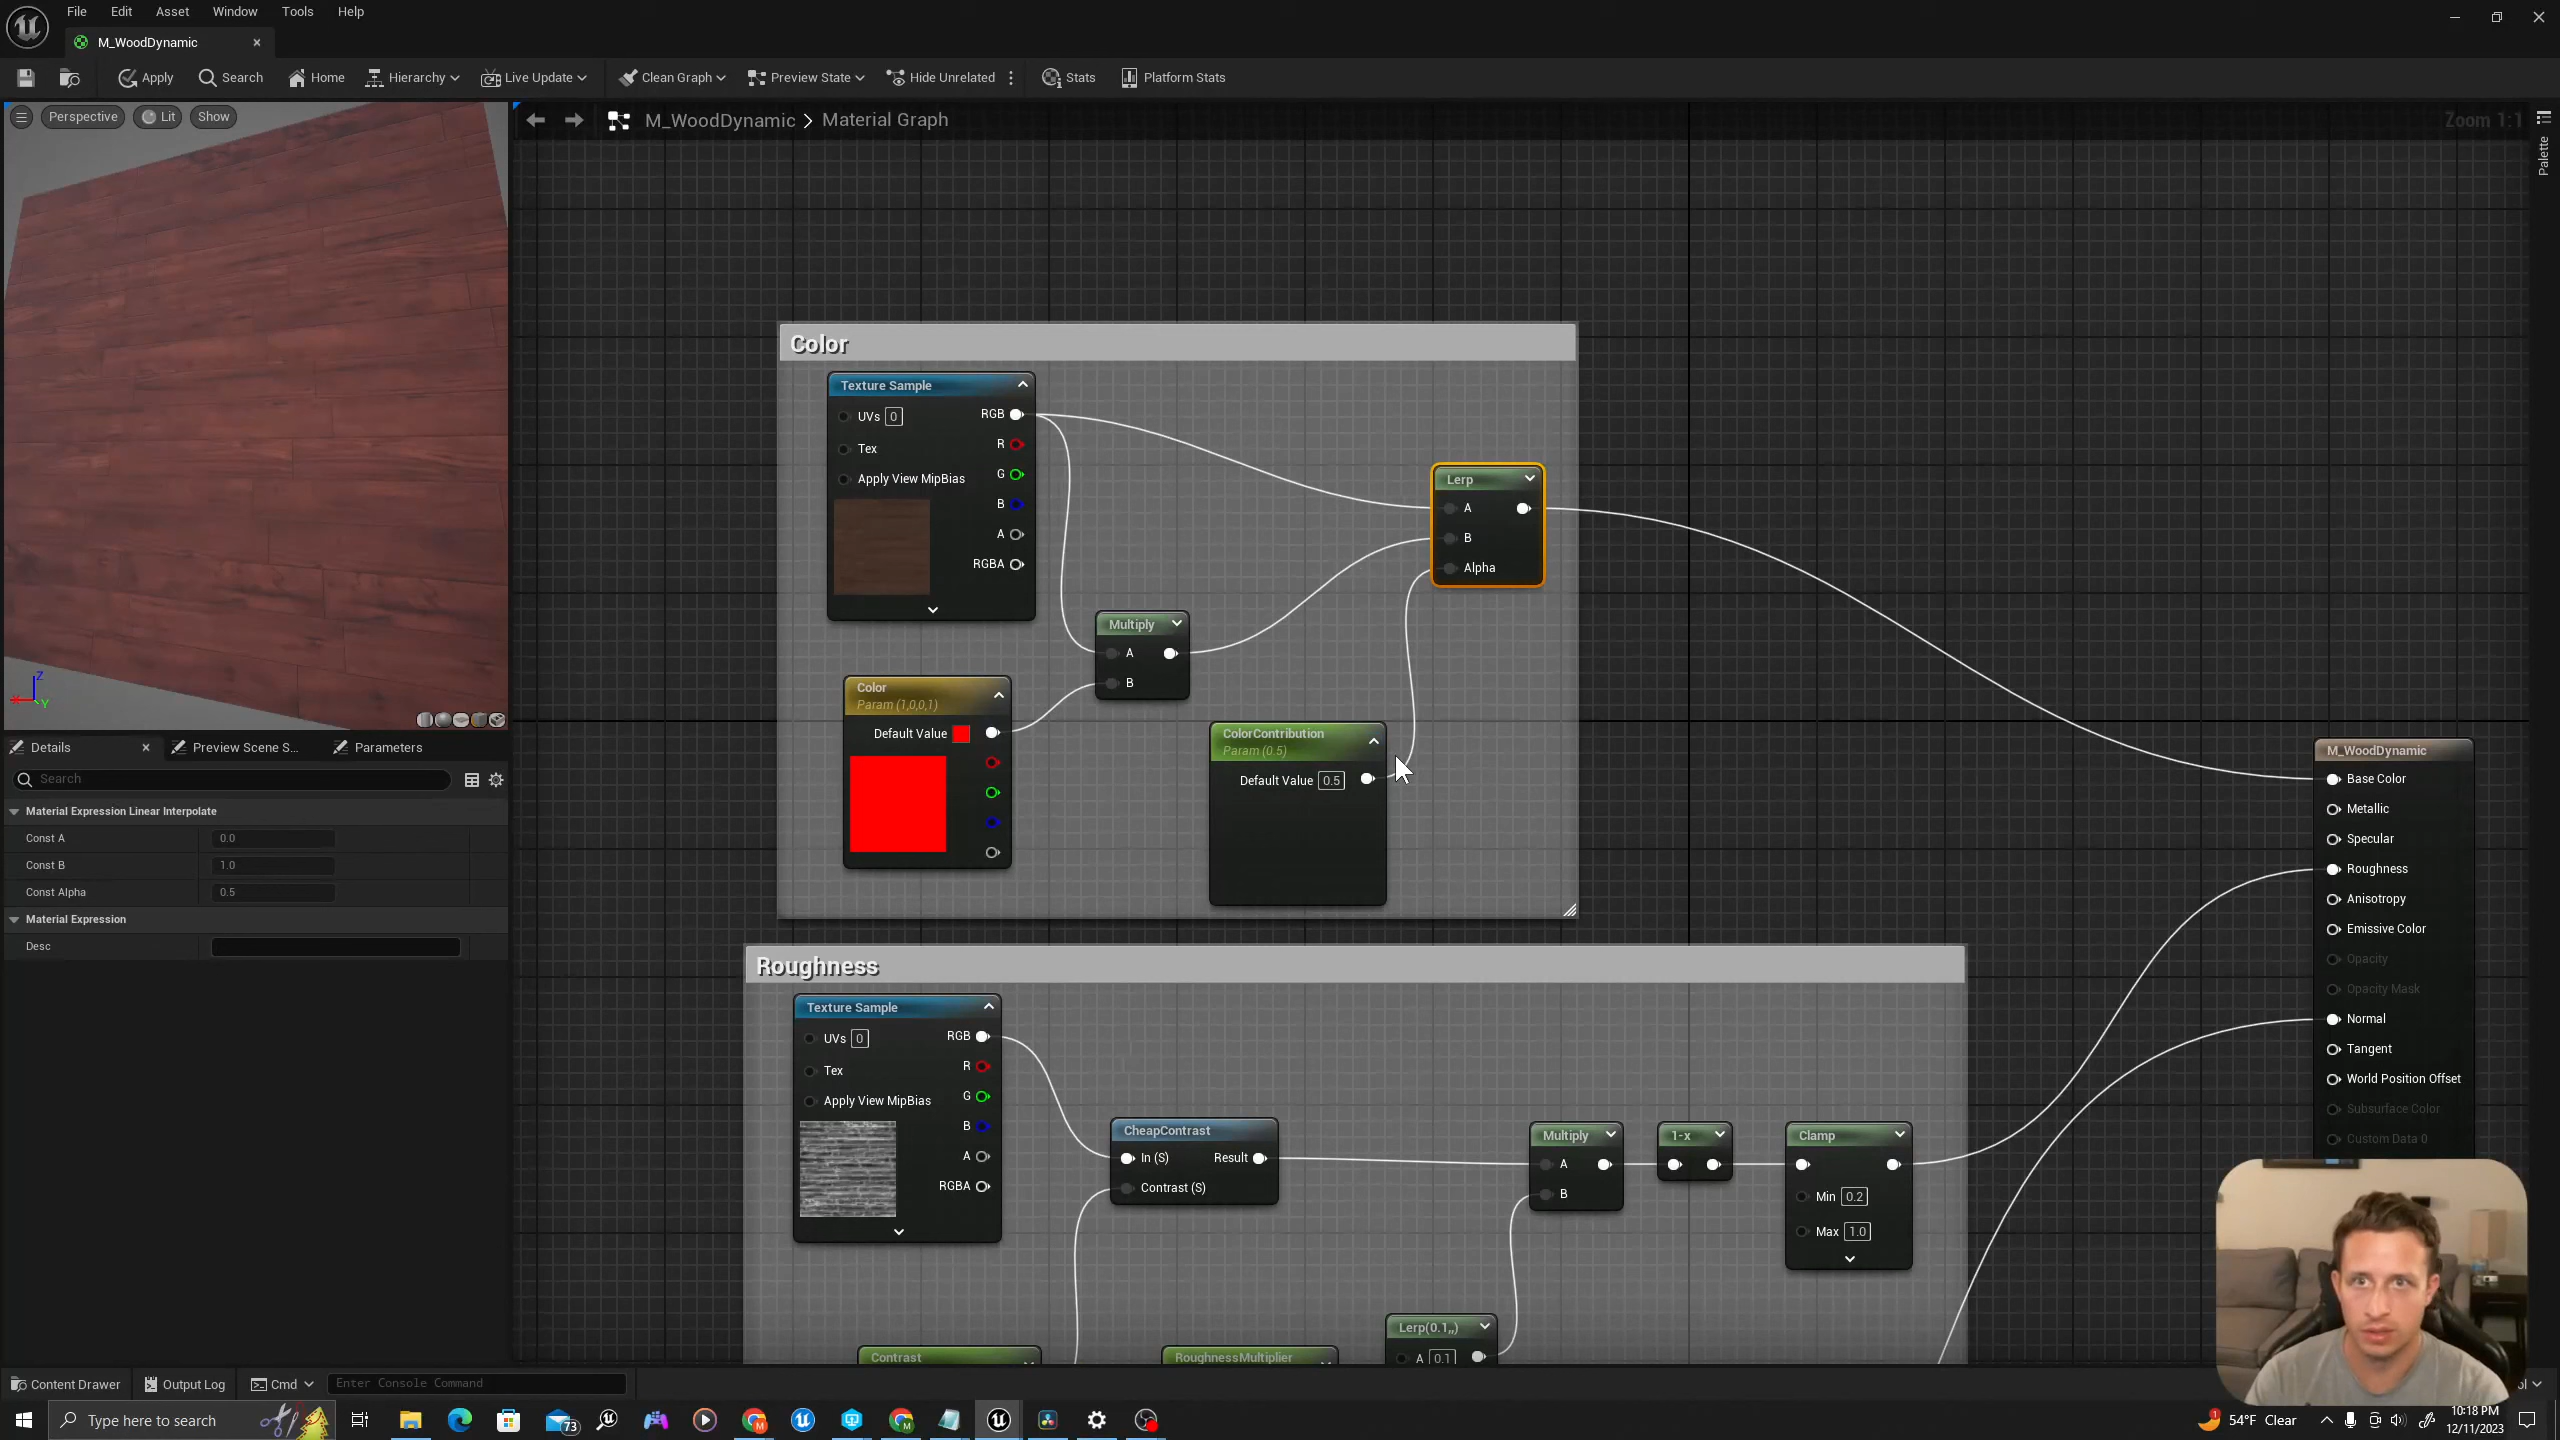 File Edit Asset Window Tools Help
M_WoodDynamic
Apply Search Home Hierarchy Live Update Clean Graph Preview State Hide Unrelated Stats Platform Stats
Perspective Lit Show
M_WoodDynamic > Material Graph
Zoom 1:1
Palette
Color
Texture Sample
UVs 0 RGB
R
Tex
G
Apply View MipBias
B
A
RGBA
Lerp
A
B
Alpha
Multiply
A
B
Color
Param (1,0,0,1)
Default Value
ColorContribution
Param (0.5)
Default Value 0.5
M_WoodDynamic
Base Color
Metallic
Specular
Roughness
Anisotropy
Emissive Color
Opacity
Opacity Mask
Normal
Tangent
World Position Offset
Subsurface Color
Custom Data 0
Z
X
Y
Details Preview Scene S... Parameters
Search
Material Expression Linear Interpolate
Const A 0.0
Const B 1.0
Const Alpha 0.5
Material Expression
Desc
Roughness
Texture Sample
UVs 0 RGB
R
Tex
G
Apply View MipBias
B
A
RGBA
CheapContrast
In (S) Result
Contrast (S)
Multiply
A
B
1-x
Clamp
Min 0.2
Max 1.0
Lerp(0.1,,)
A 0.1
Contrast
RoughnessMultiplier
Content Drawer Output Log Cmd Enter Console Command
Type here to search
73
54°F Clear
10:18 PM
12/11/2023